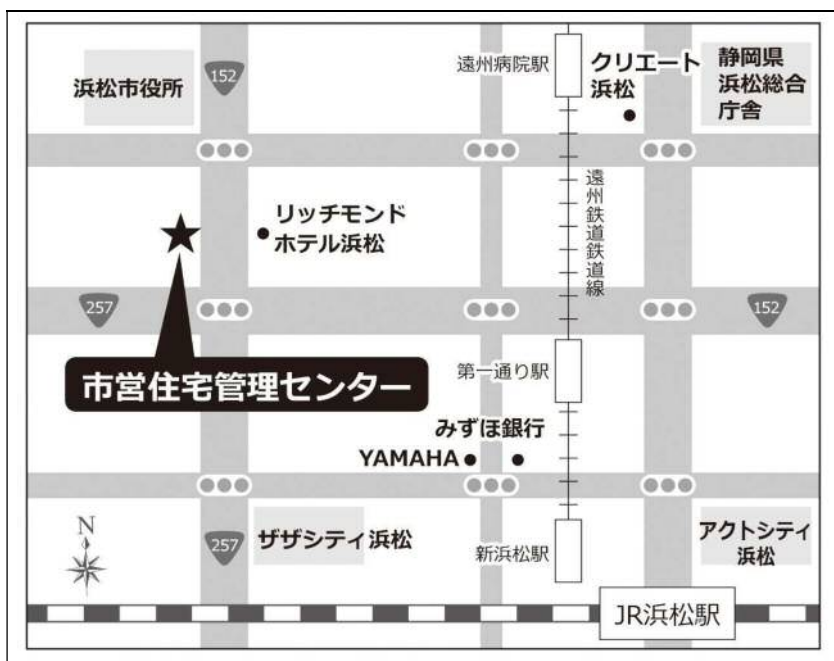 浜松市役所
152
遠州病院駅
クリエート
浜松
静岡県
浜松総合
庁舎
リッチモンド
ホテル浜松
遠州鉄道鉄道線
257
152
市営住宅管理センター
第一通り駅
みずほ銀行
YAMAHA
N
257
ザザシティ浜松
新浜松駅
アクトシティ
浜松
JR浜松駅